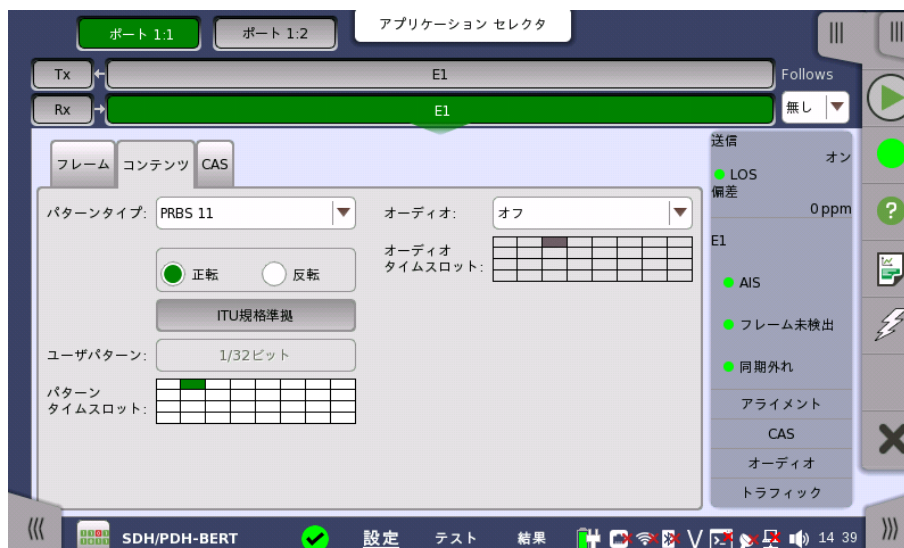 アプリケーション セレクタ
ポート 1:1
ポート 1:2
Tx
E1
Follows
Rx
E1
無し
フレーム
コンテンツ
CAS
パターンタイプ:
PRBS 11
正転
反転
ITU規格準拠
ユーザパターン:
1/32ビット
パターン
タイムスロット:
オーディオ:
オフ
オーディオ
タイムスロット:
送信
オン
LOS
偏差
0 ppm
E1
AIS
フレーム未検出
同期外れ
アライメント
CAS
オーディオ
トラフィック
SDH/PDH-BERT
設定
テスト
結果
14 39